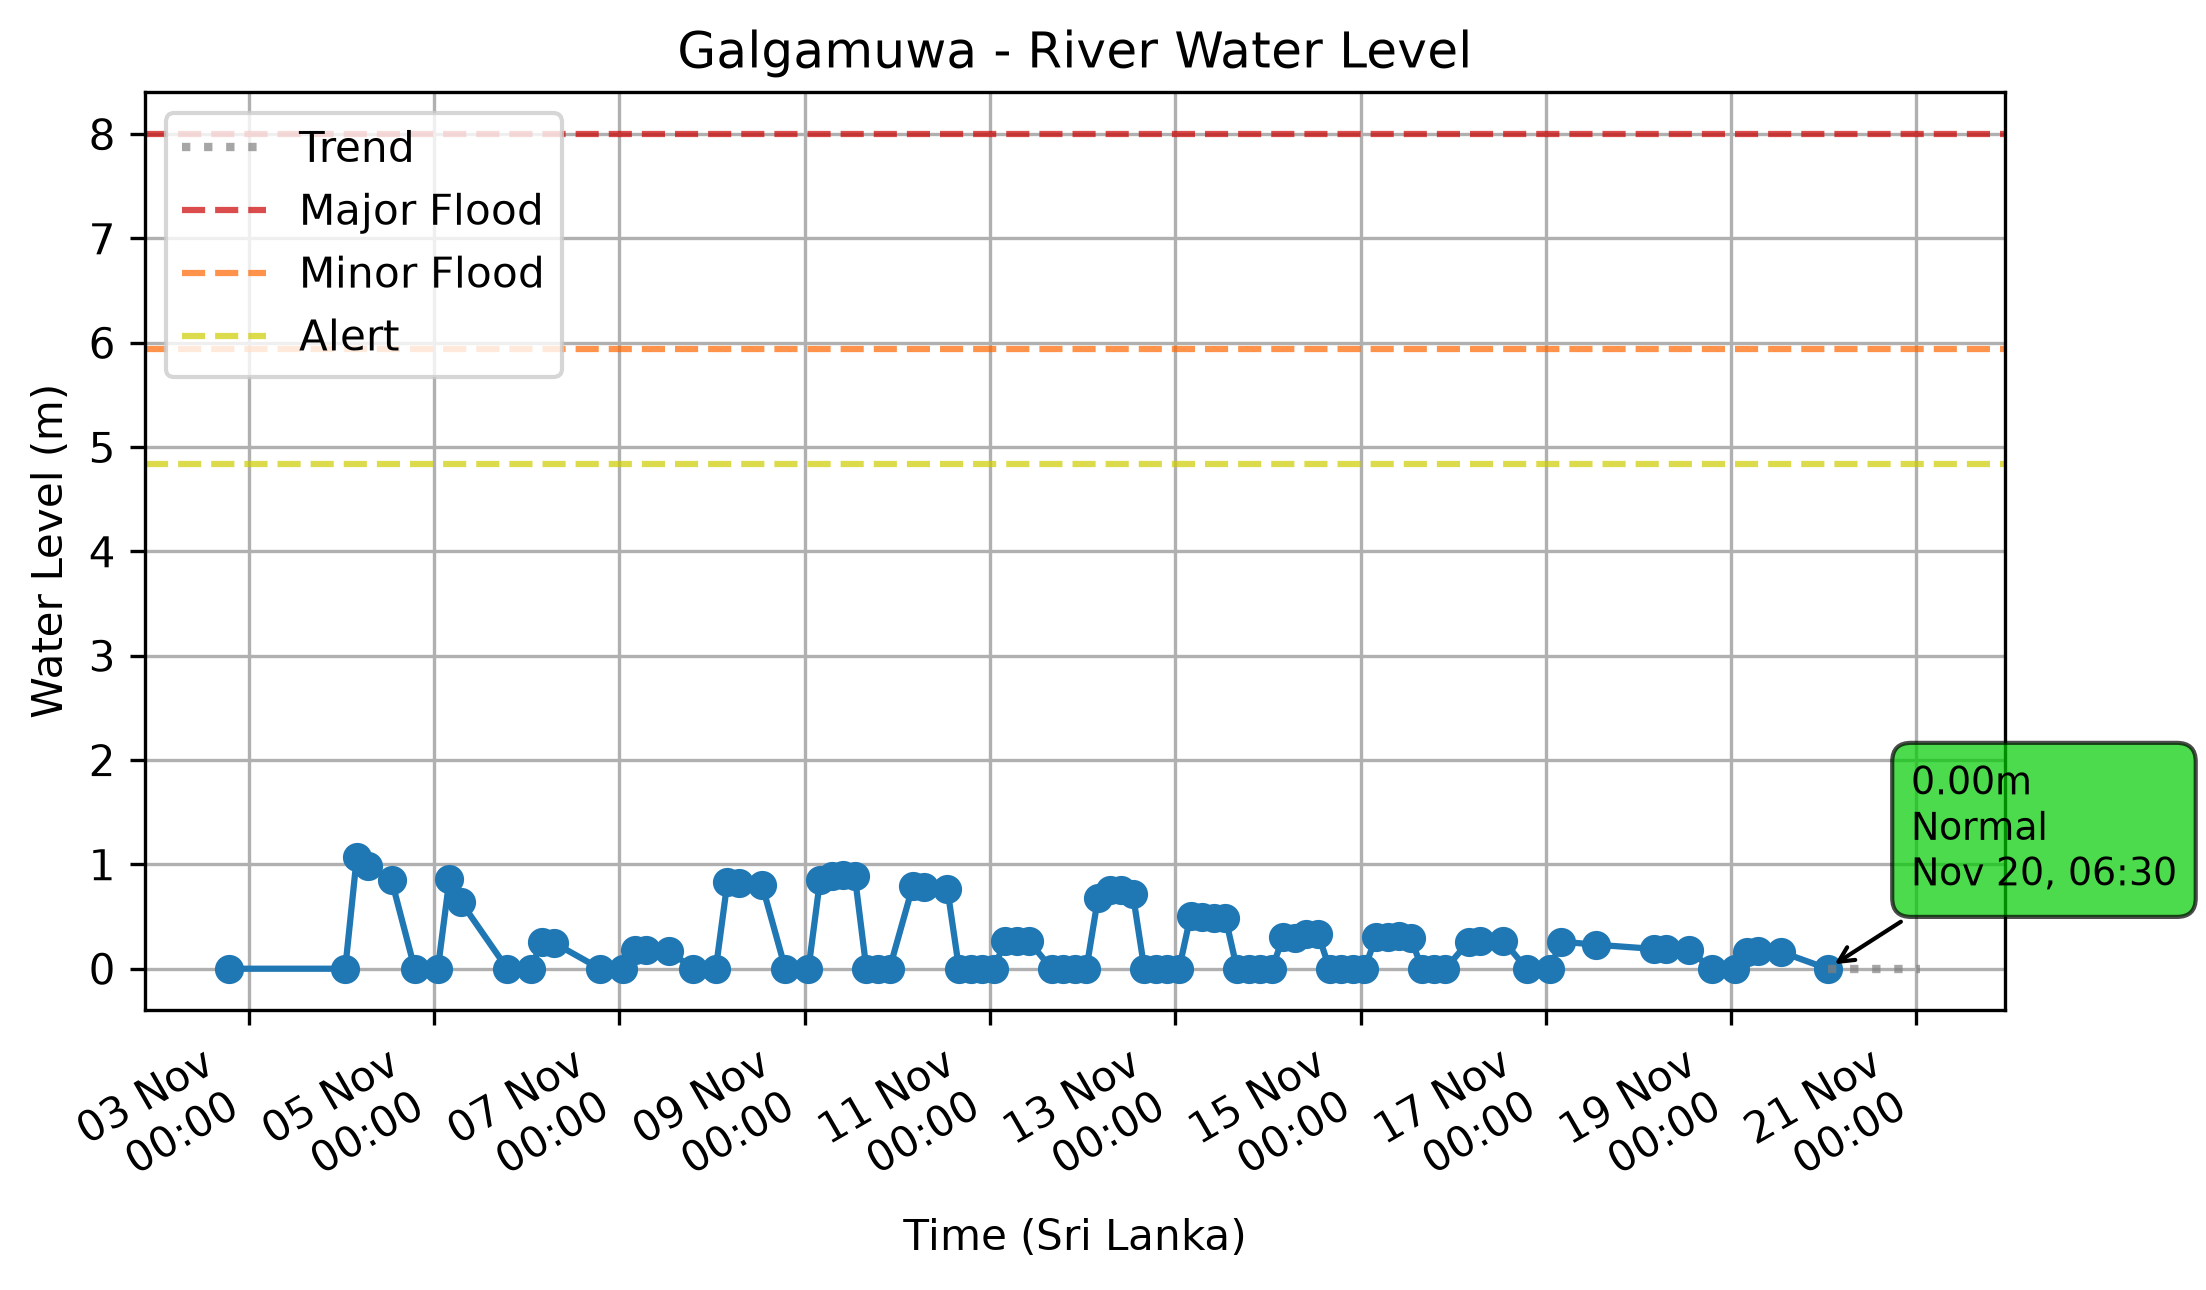 Galgamuwa - River Water Level
Trend
Major Flood
Minor Flood
Alert
Water Level (m)
8
7
6
5
4
3
2
1
0
0.00m
Normal
Nov 20, 06:30
03 Nov
00:00
05 Nov
00:00
07 Nov
00:00
09 Nov
00:00
11 Nov
00:00
13 Nov
00:00
15 Nov
00:00
17 Nov
00:00
19 Nov
00:00
21 Nov
00:00
Time (Sri Lanka)